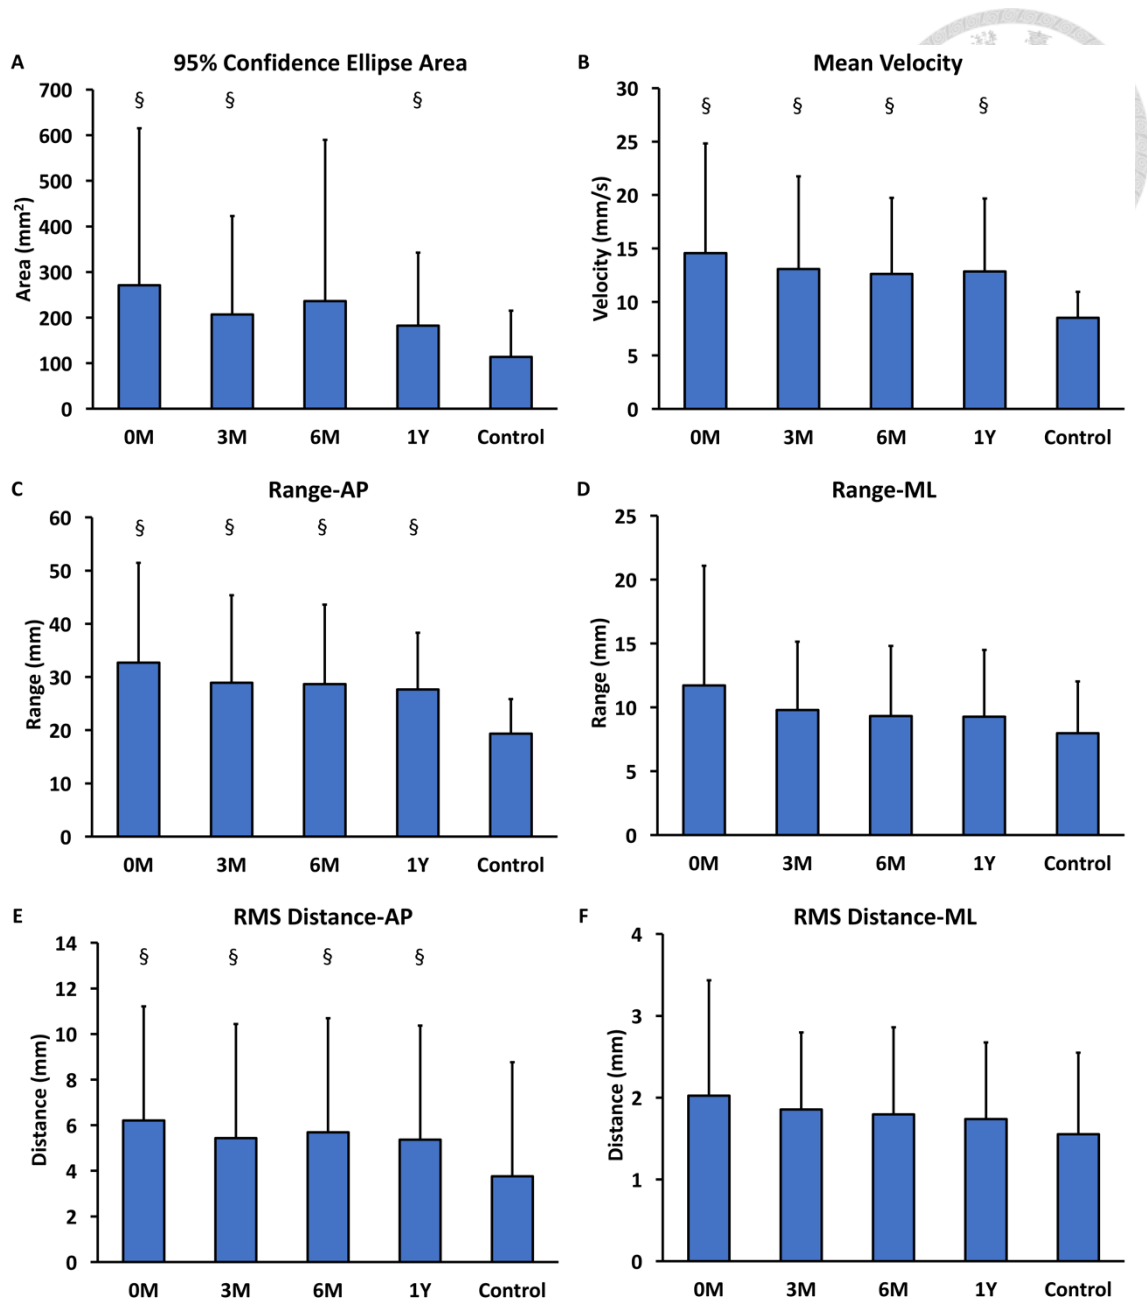 A
95% Confidence Ellipse Area
700
600
500
400
300
200
100
0
Area (mm²)
§ § §
0M 3M 6M 1Y Control
B
Mean Velocity
30
25
20
15
10
5
0
Velocity (mm/s)
§ § § §
0M 3M 6M 1Y Control
C
Range-AP
60
50
40
30
20
10
0
Range (mm)
§ § § §
0M 3M 6M 1Y Control
D
Range-ML
25
20
15
10
5
0
Range (mm)
0M 3M 6M 1Y Control
E
RMS Distance-AP
14
12
10
8
6
4
2
0
Distance (mm)
§ § § §
0M 3M 6M 1Y Control
F
RMS Distance-ML
4
3
2
1
0
Distance (mm)
0M 3M 6M 1Y Control